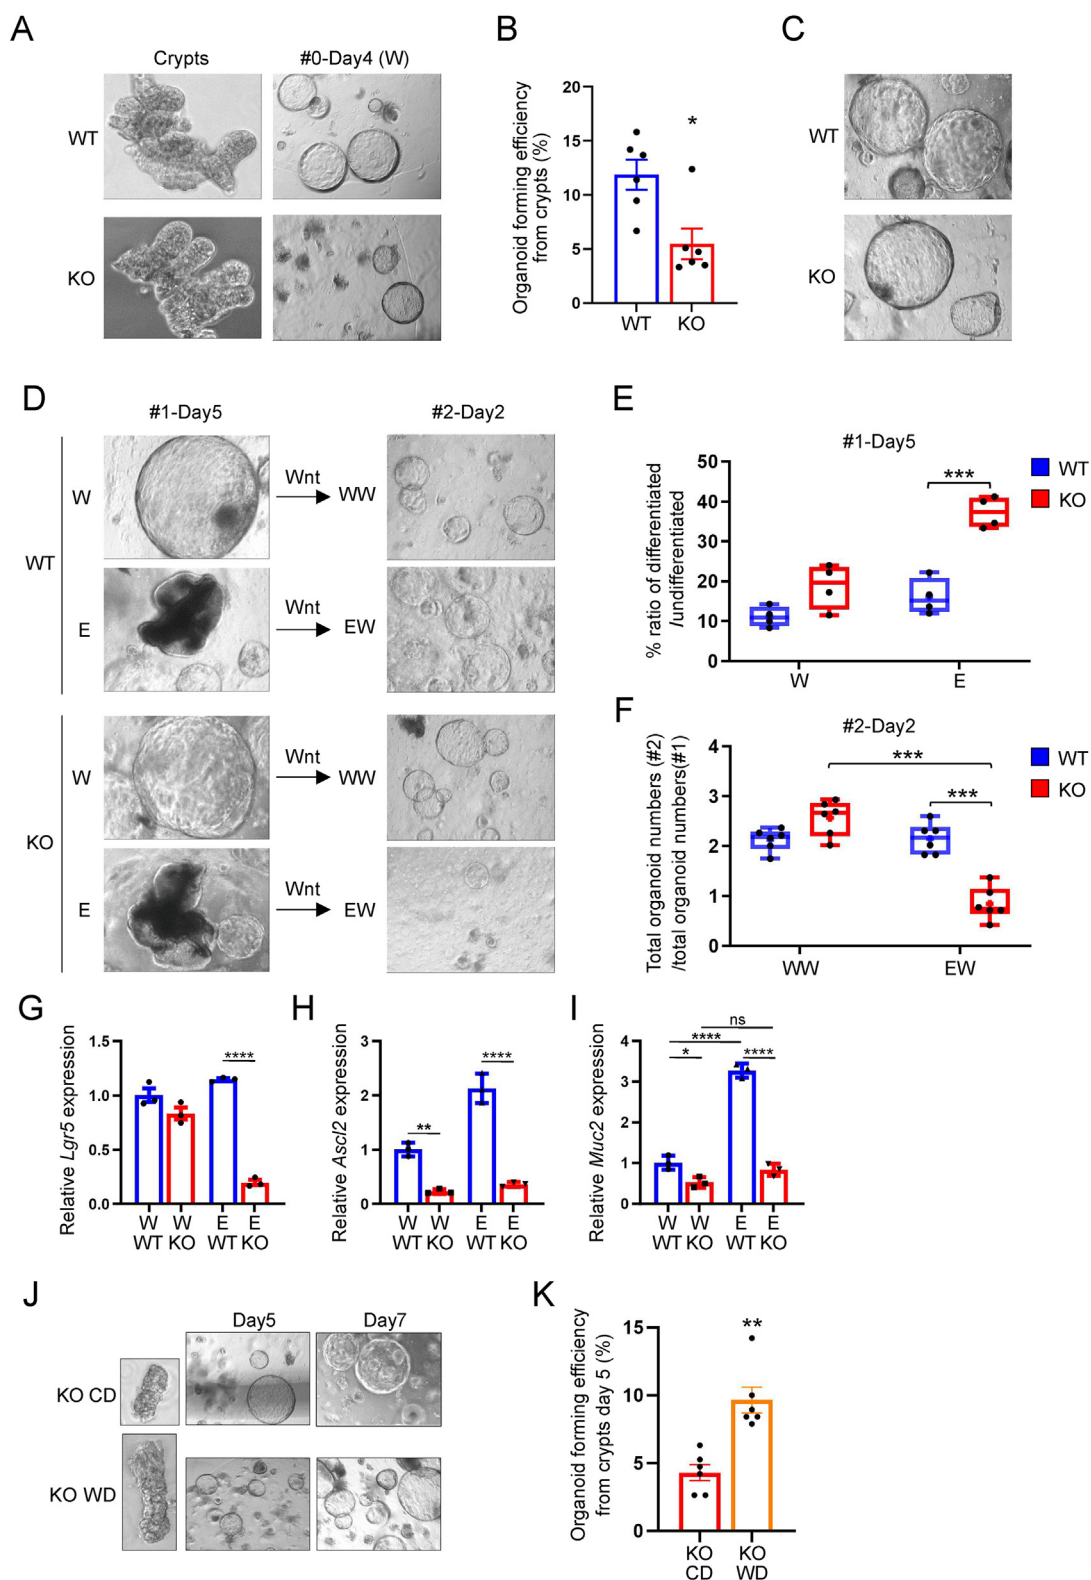 A
Crypts
#0-Day4 (W)
WT
KO
B
Organoid forming efficiency
from crypts (%)
20
15
10
5
0
*
WT
KO
C
WT
KO
D
#1-Day5
#2-Day2
WT
W
Wnt
WW
E
Wnt
EW
KO
W
Wnt
WW
E
Wnt
EW
E
#1-Day5
% ratio of differentiated
/undifferentiated
50
40
30
20
10
0
***
W
E
WT
KO
F
#2-Day2
Total organoid numbers (#2)
/total organoid numbers(#1)
4
3
2
1
0
***
***
WW
EW
WT
KO
G
Relative Lgr5 expression
1.5
1.0
0.5
0.0
****
W W E E
WT KO WT KO
H
Relative Ascl2 expression
3
2
1
0
**
****
W W E E
WT KO WT KO
I
Relative Muc2 expression
4
3
2
1
0
ns
****
*
****
W W E E
WT KO WT KO
J
Day5
Day7
KO CD
KO WD
K
Organoid forming efficiency
from crypts day 5 (%)
15
10
5
0
**
KO KO
CD WD